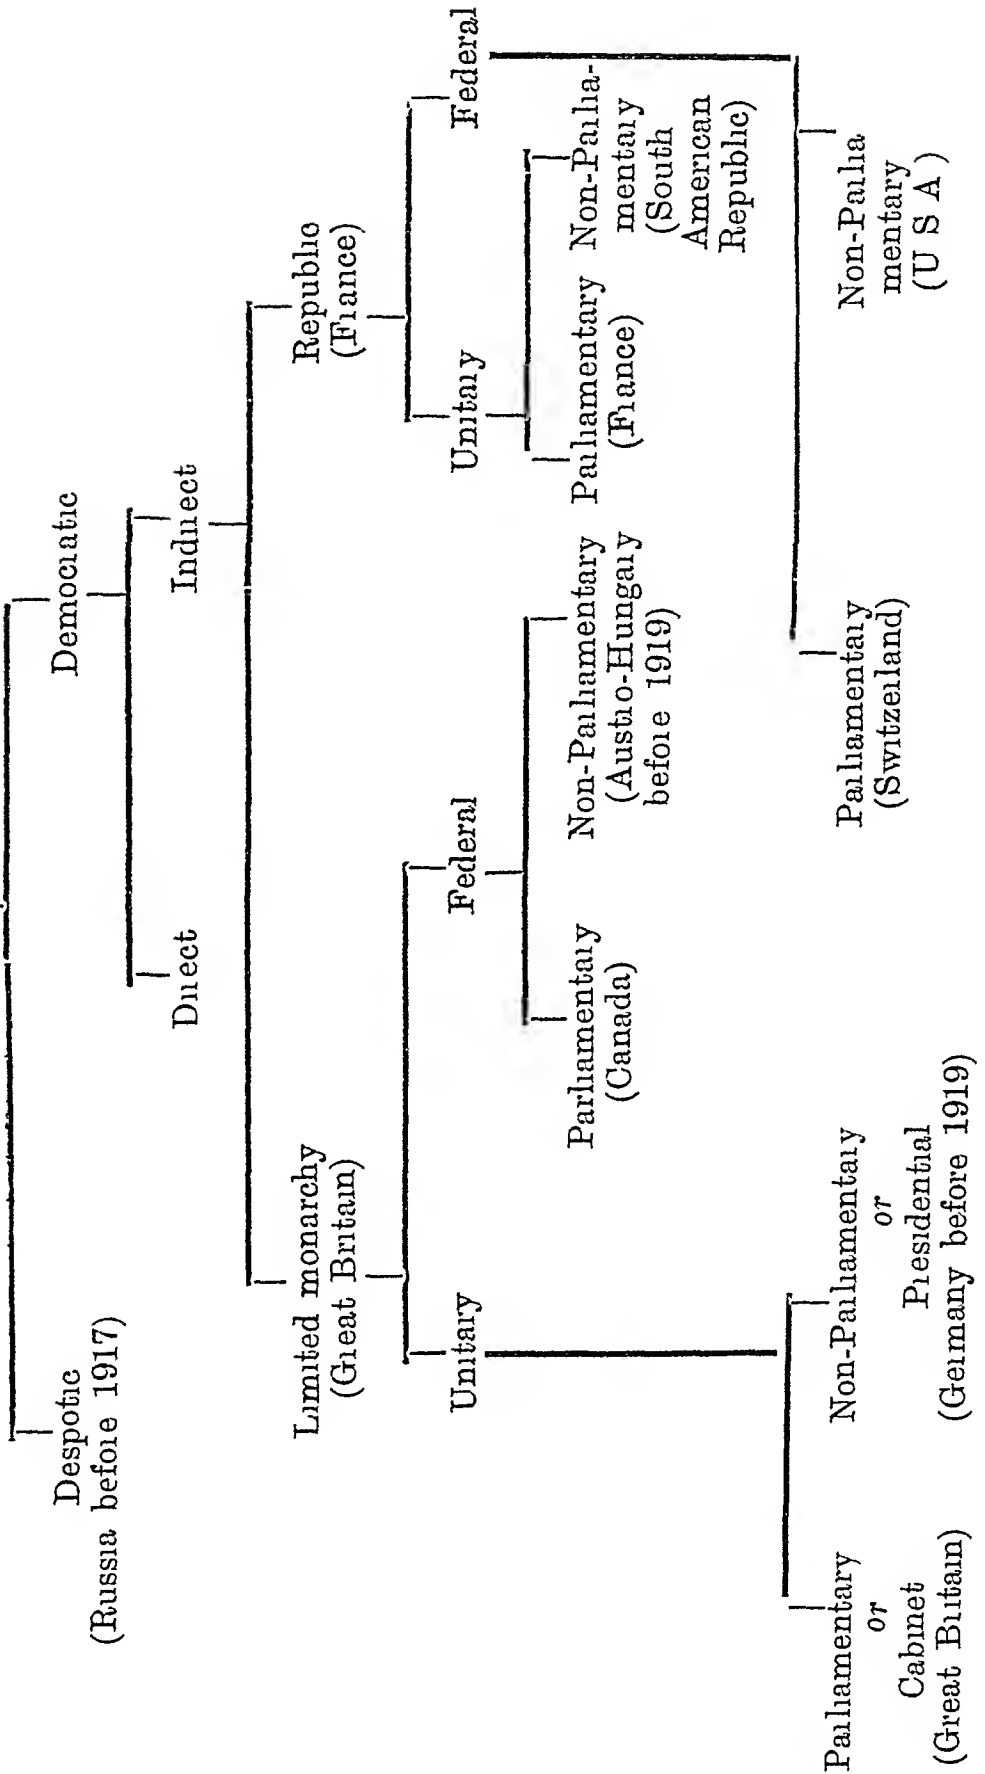 Despotic
(Russia before 1917)
Democratic
Direct
Indirect
Limited monarchy
(Great Britain)
Republic
(France)
Unitary
Federal
Unitary
Federal
Parliamentary
(Canada)
Non-Parliamentary
(Austro-Hungary
before 1919)
Parliamentary
(France)
Non-Parlia-
mentary
(South
American
Republic)
Parliamentary
or
Cabinet
(Great Britain)
Non-Parliamentary
or
Presidential
(Germany before 1919)
Parliamentary
(Switzerland)
Non-Parlia
mentary
(U S A)